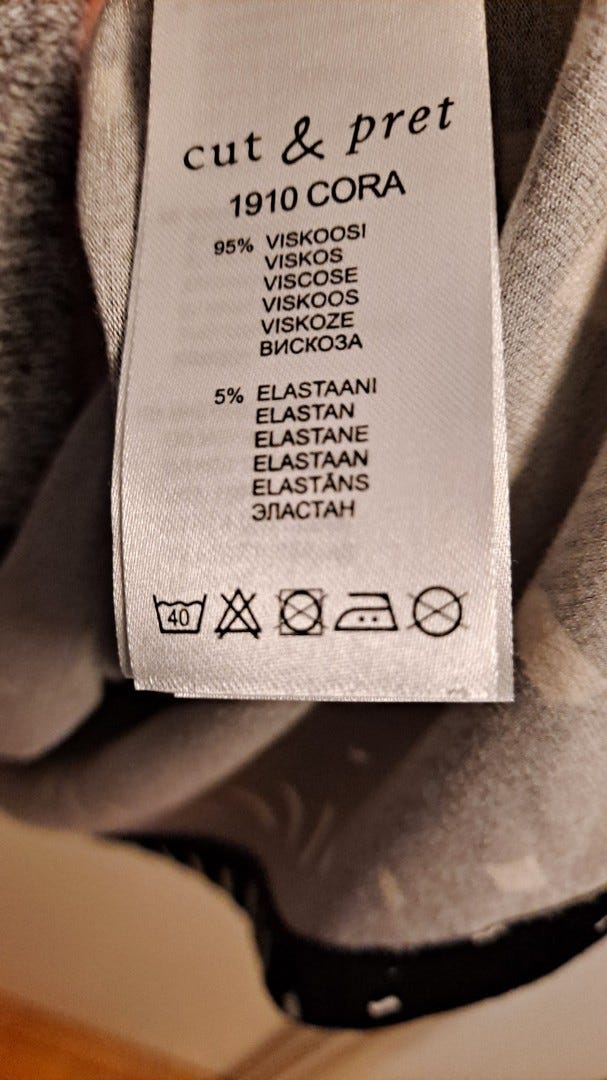 cut & pret
1910 CORA
95% VISKOOSI
VISKOS
VISCOSE
VISKOOS
VISKOZE
ВИСКОЗА
5% ELASTAANI
ELASTAN
ELASTANE
ELASTAAN
ELASTĀNS
ЭЛАСТАН
40